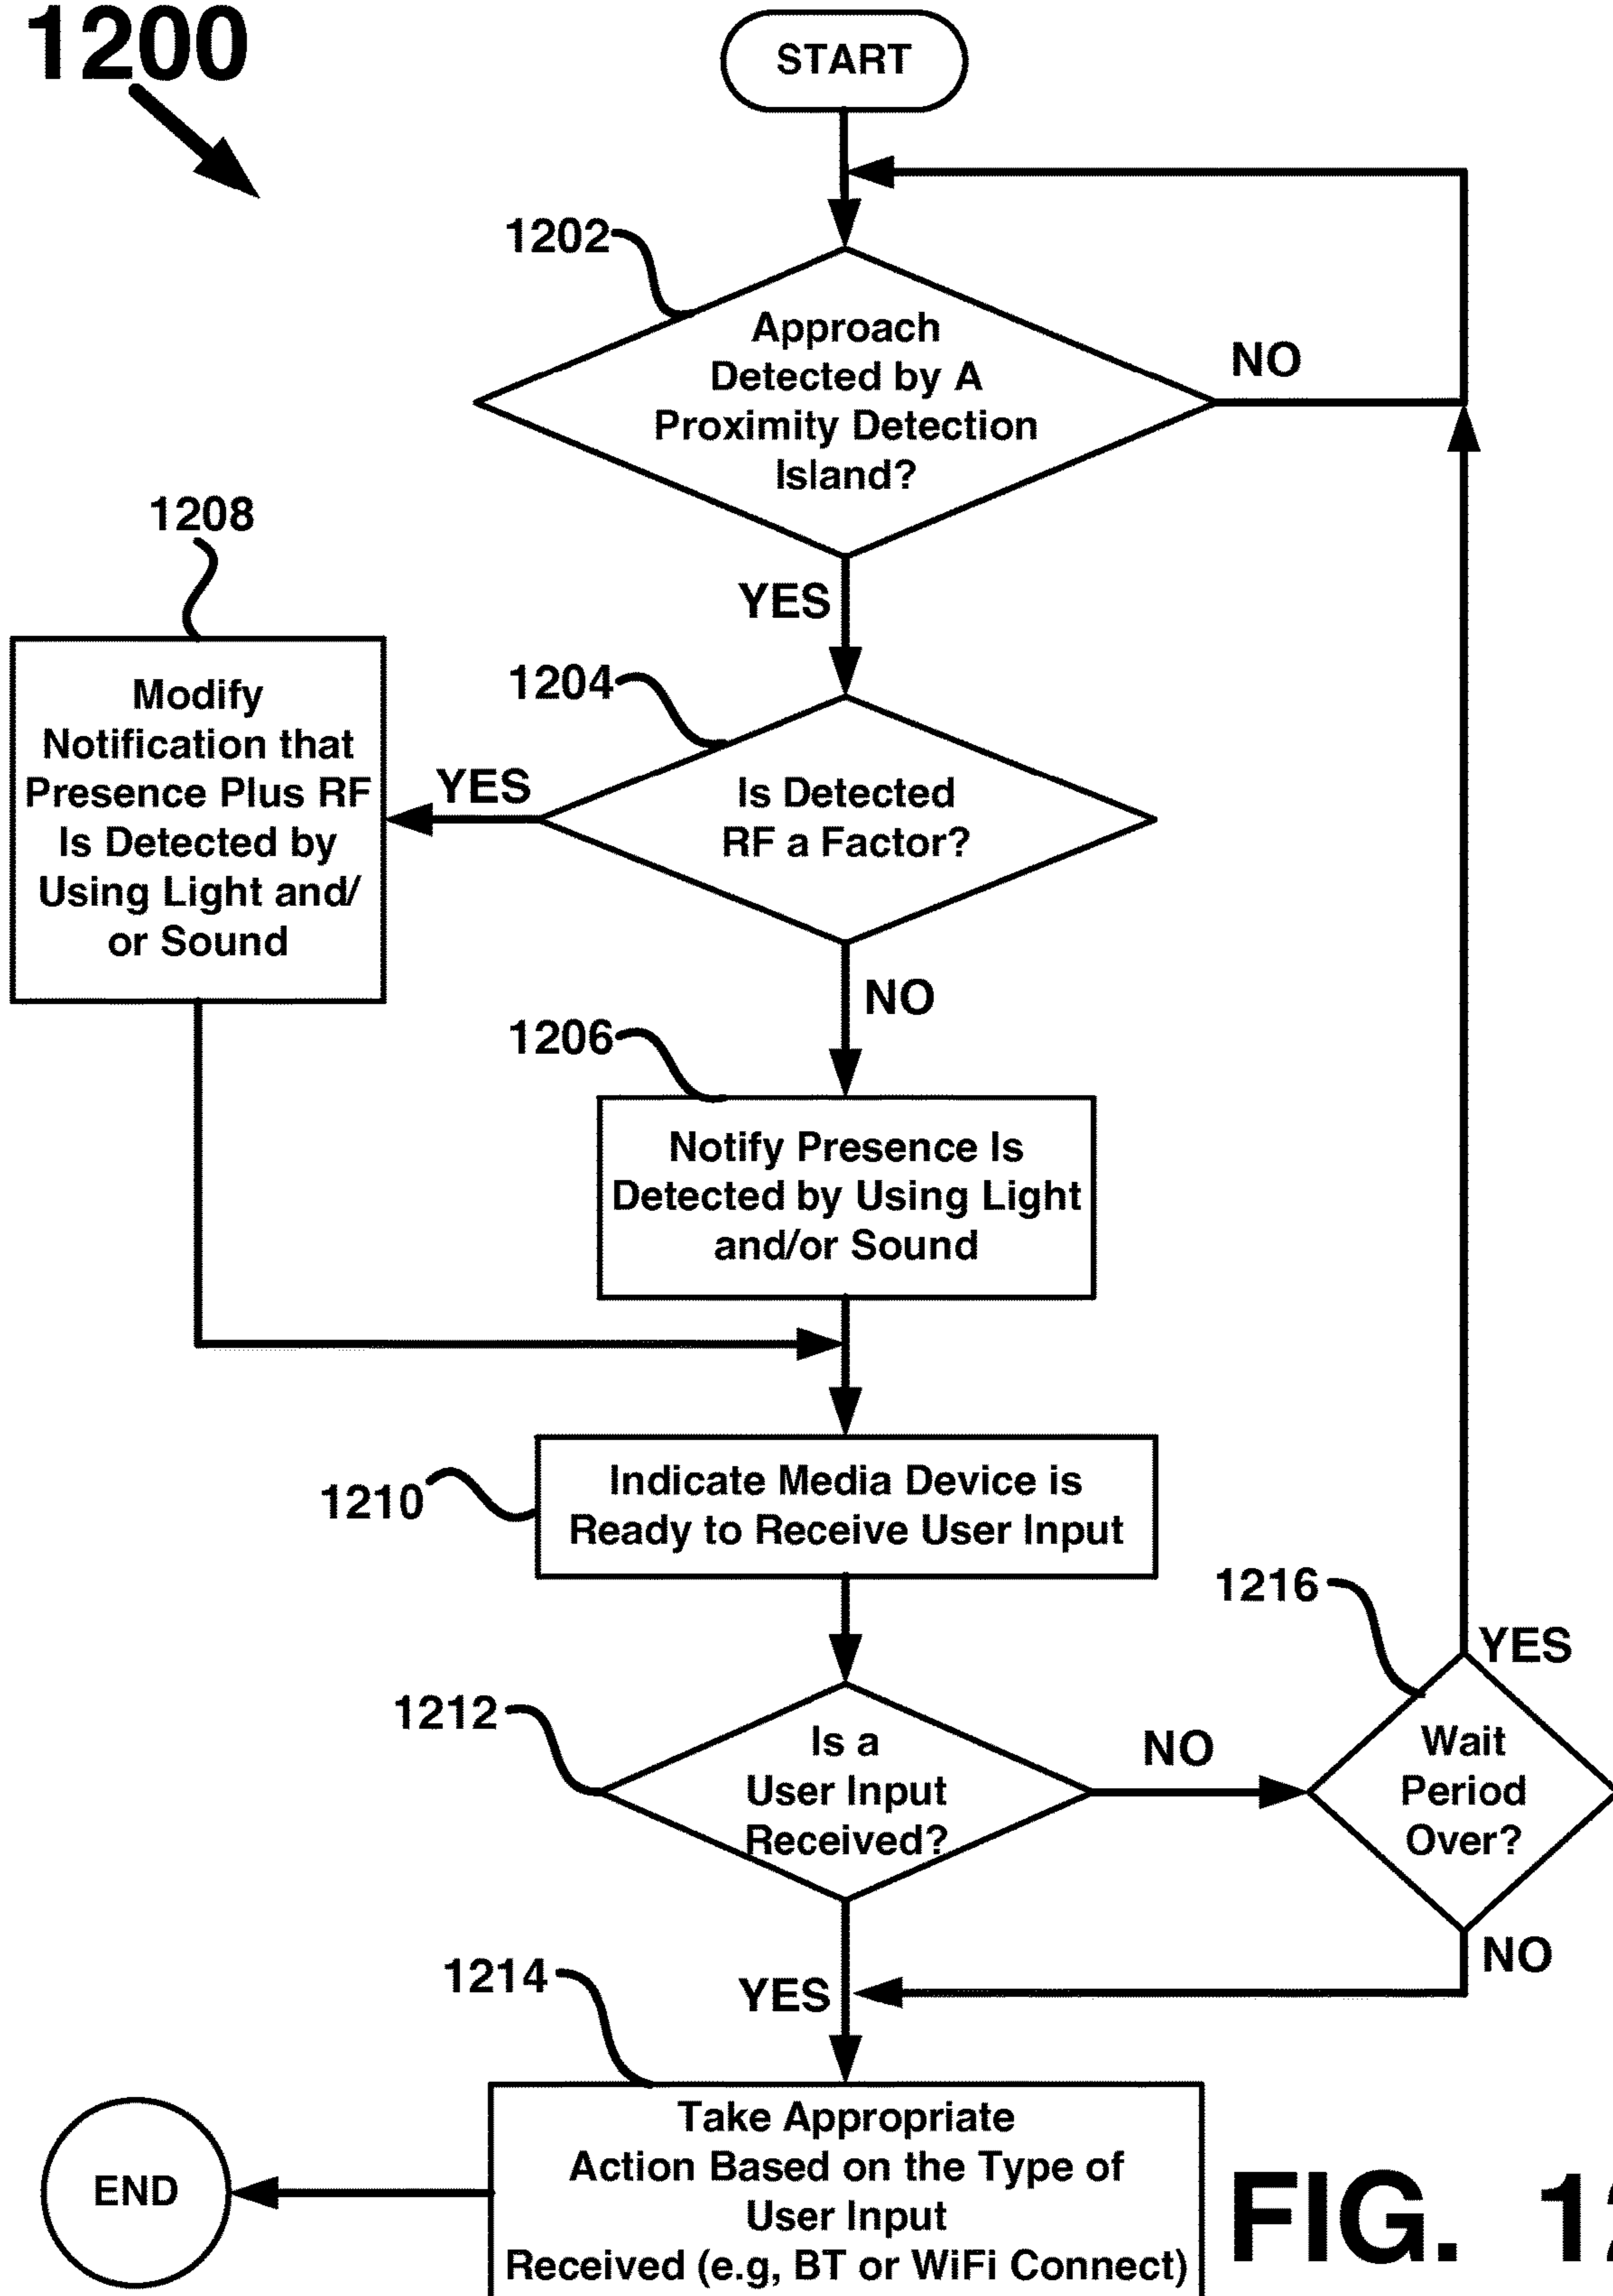 1200
START
1202
Approach
Detected by A
Proximity Detection
Island?
NO
YES
1208
Modify
Notification that
Presence Plus RF
Is Detected by
Using Light and/
or Sound
1204
YES
Is Detected
RF a Factor?
NO
1206
Notify Presence Is
Detected by Using Light
and/or Sound
1210
Indicate Media Device is
Ready to Receive User Input
1216
YES
1212
Is a
User Input
Received?
NO
Wait
Period
Over?
NO
1214
YES
Take Appropriate
Action Based on the Type of
User Input
Received (e.g, BT or WiFi Connect)
END
FIG. 12